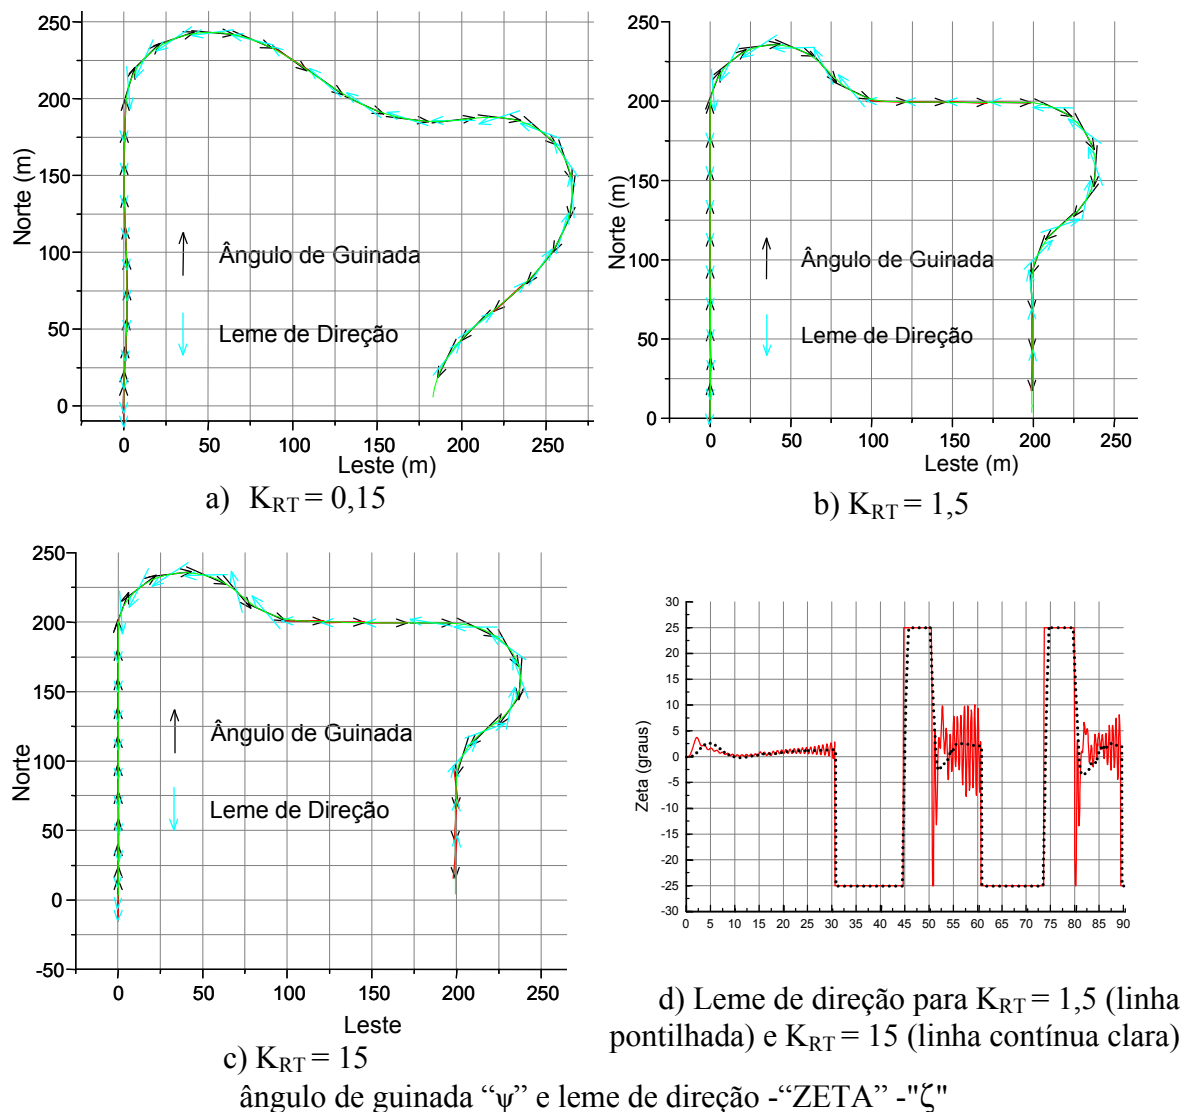 250
200
150
100
50
0
Norte (m)
Ângulo de Guinada
Leme de Direção
0 50 100 150 200 250
Leste (m)
a) K_RT = 0,15
250
200
150
100
50
0
Norte (m)
Ângulo de Guinada
Leme de Direção
0 50 100 150 200 250
Leste (m)
b) K_RT = 1,5
250
200
150
100
50
0
-50
Norte
Ângulo de Guinada
Leme de Direção
0 50 100 150 200 250
Leste
c) K_RT = 15
30
25
20
15
10
5
0
-5
-10
-15
-20
-25
-30
Zeta (graus)
0 5 10 15 20 25 30 35 40 45 50 55 60 65 70 75 80 85 90
d) Leme de direção para K_RT = 1,5 (linha
pontilhada) e K_RT = 15 (linha contínua clara)
ângulo de guinada “ψ” e leme de direção -“ZETA” -"ζ"